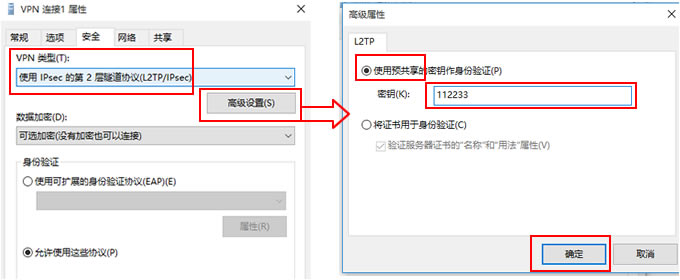 VPN 连接1 属性
常规 选项 安全 网络 共享
VPN 类型(T):
使用 IPsec 的第 2 层隧道协议(L2TP/IPsec)
高级设置(S)
数据加密(D):
可选加密(没有加密也可以连接)
身份验证
使用可扩展的身份验证协议(EAP)(E)
属性(R)
允许使用这些协议(P)
高级属性
L2TP
使用预共享的密钥作身份验证(P)
密钥(K): 112233
将证书用于身份验证(C)
验证服务器证书的“名称”和“用法”属性(V)
确定 取消